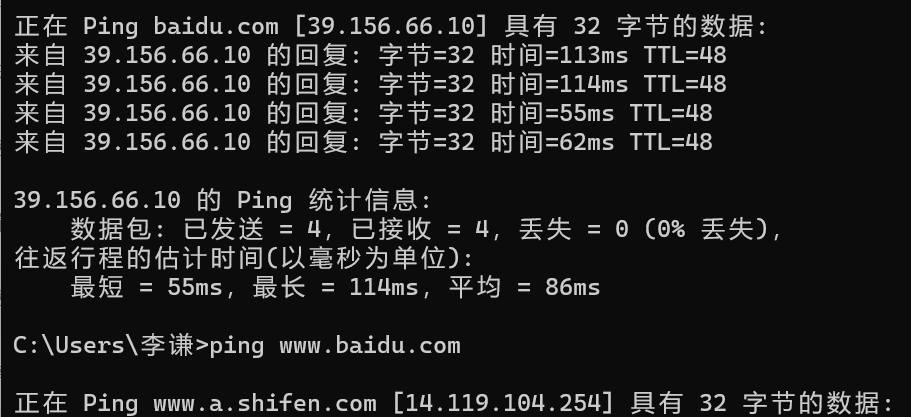 正在 Ping baidu.com [39.156.66.10] 具有 32 字节的数据:
来自 39.156.66.10 的回复: 字节=32 时间=113ms TTL=48
来自 39.156.66.10 的回复: 字节=32 时间=114ms TTL=48
来自 39.156.66.10 的回复: 字节=32 时间=55ms TTL=48
来自 39.156.66.10 的回复: 字节=32 时间=62ms TTL=48
39.156.66.10 的 Ping 统计信息:
数据包: 已发送 = 4, 已接收 = 4, 丢失 = 0 (0% 丢失),
往返行程的估计时间(以毫秒为单位):
最短 = 55ms, 最长 = 114ms, 平均 = 86ms
C:\Users\李谦>ping www.baidu.com
正在 Ping www.a.shifen.com [14.119.104.254] 具有 32 字节的数据: